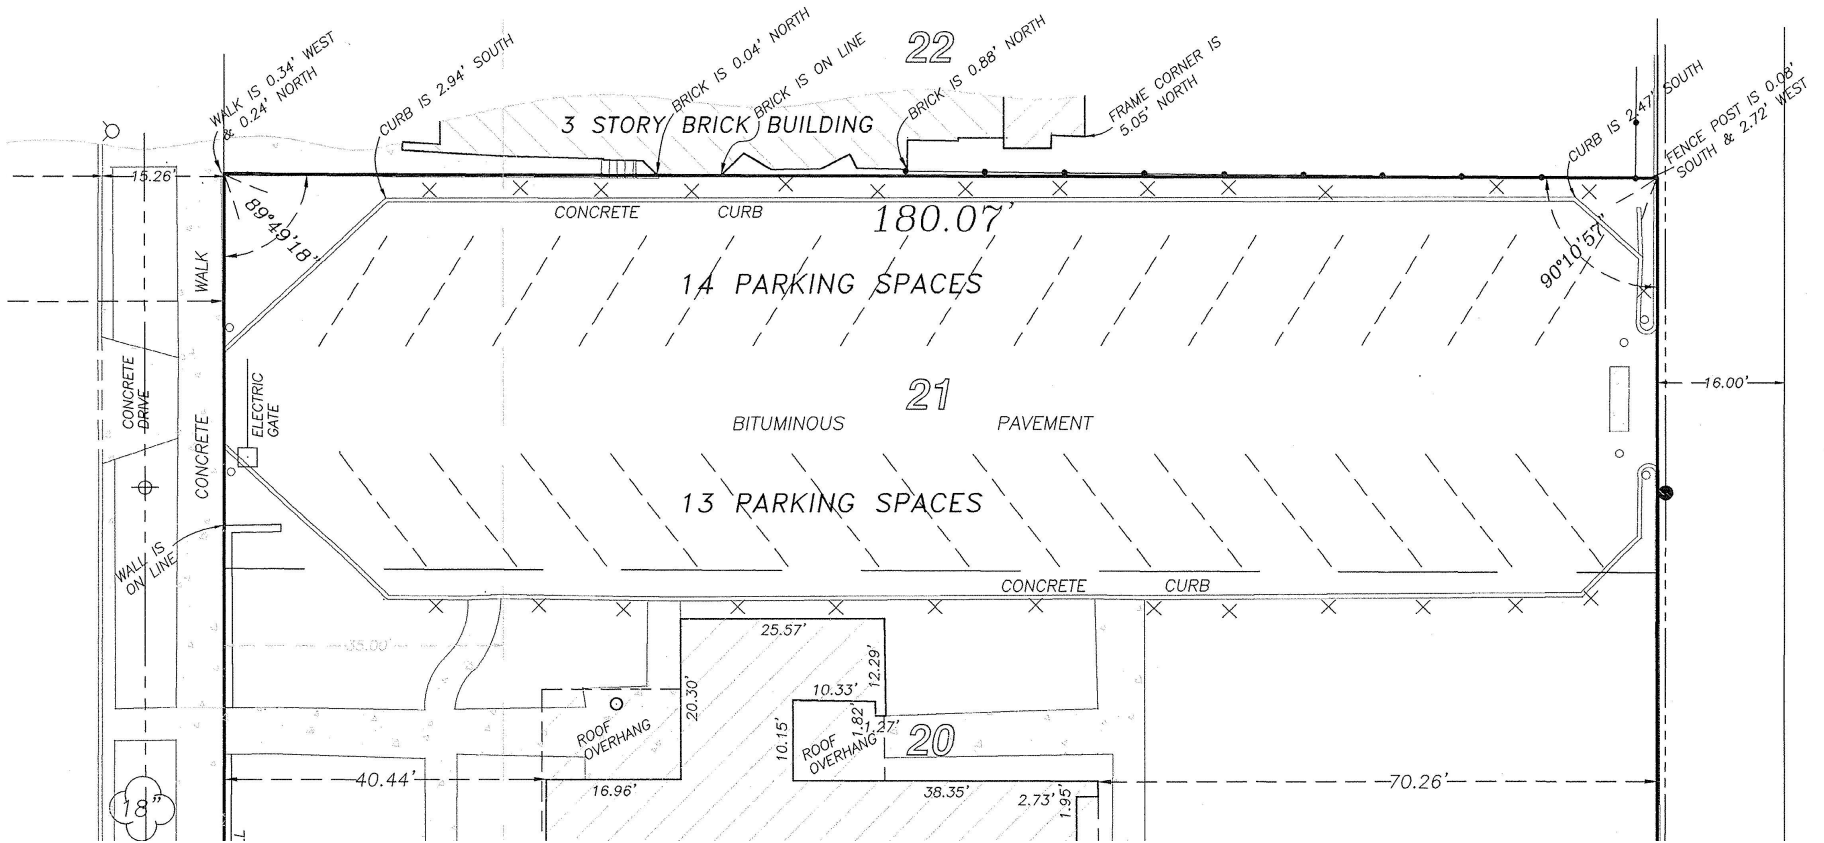 WALK IS 0.34' WEST
& 0.24' NORTH
CURB IS 2.94' SOUTH
BRICK IS 0.04' NORTH
BRICK IS ON LINE
22
BRICK IS 0.88' NORTH
FRAME CORNER IS
5.05' NORTH
CURB IS 2.47' SOUTH
FENCE POST IS 0.08'
SOUTH & 2.72' WEST
3 STORY BRICK BUILDING
15.26'
89°49'18"
CONCRETE CURB
180.07'
90°10'57"
WALK
14 PARKING SPACES
CONCRETE
DRIVE
ELECTRIC
GATE
21
16.00'
BITUMINOUS PAVEMENT
CONCRETE
13 PARKING SPACES
WALL IS
ON LINE
CONCRETE CURB
35.00'
25.57'
12.29'
20.30'
10.33'
1.82'
1.27'
10.15'
ROOF
OVERHANG
ROOF
OVERHANG
20
40.44'
16.96'
38.35'
2.73'
1.95'
70.26'
18"